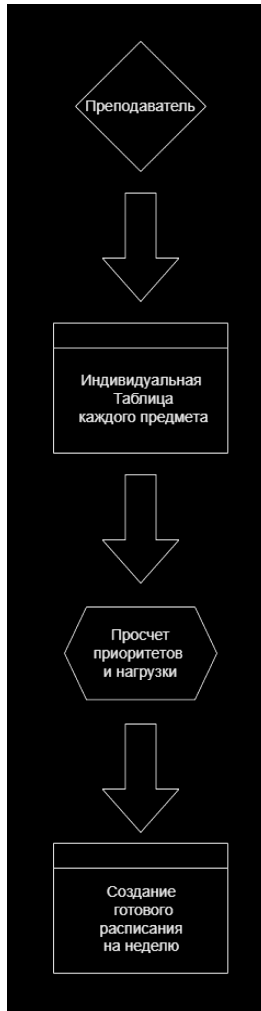 Преподаватель
Индивидуальная
Таблица
каждого предмета
Просчет
приоритетов
и нагрузки
Создание
готового
расписания
на неделю